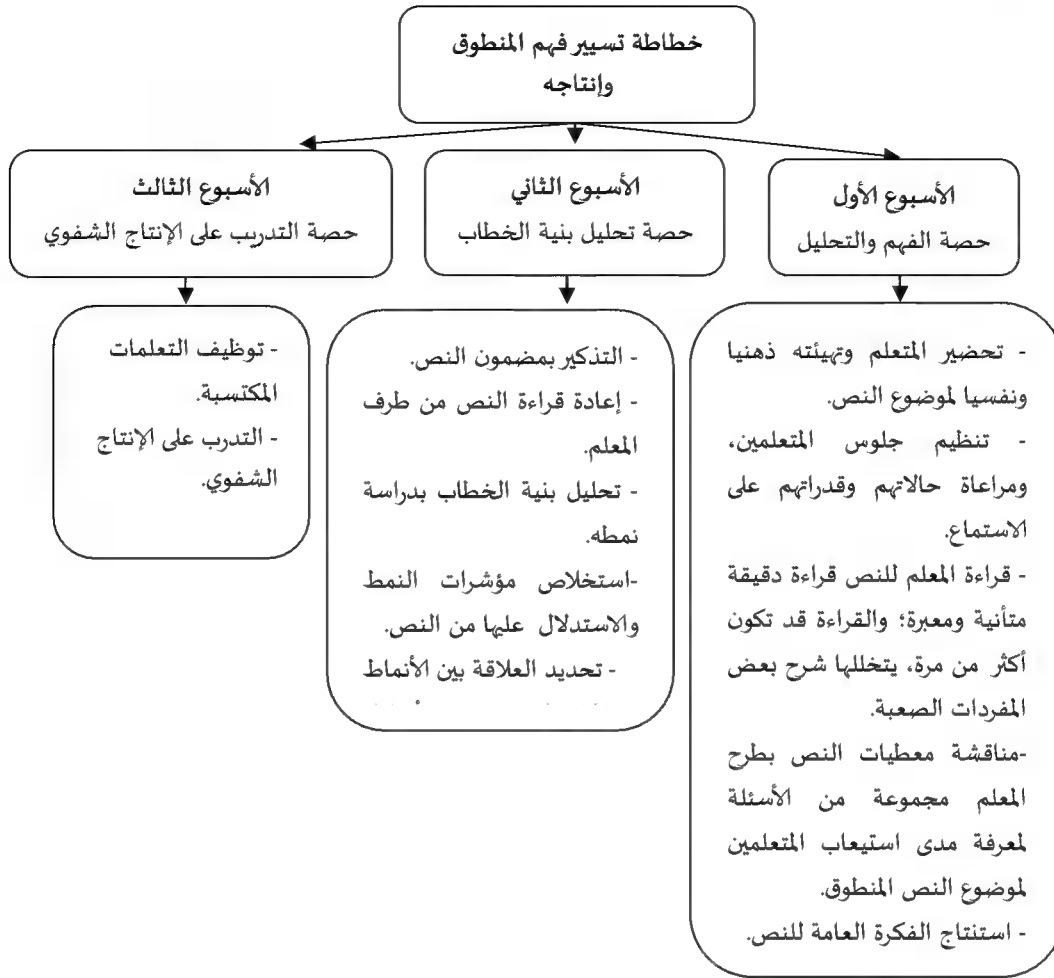 خطاطة تسيير فهم المنطوق
وإنتاجه
الأسبوع الأول
حصة الفهم والتحليل
الأسبوع الثاني
حصة تحليل بنية الخطاب
الأسبوع الثالث
حصة التدريب على الإنتاج الشفوي
- تحضير المتعلم وتهيئته ذهنيا
ونفسيا لموضوع النص.
- تنظيم جلوس المتعلمين،
ومراعاة حالاتهم وقدراتهم على
الاستماع.
- قراءة المعلم للنص قراءة دقيقة
متأنية ومعبرة؛ والقراءة قد تكون
أكثر من مرة، يتخللها شرح بعض
المفردات الصعبة.
-مناقشة معطيات النص بطرح
المعلم مجموعة من الأسئلة
لمعرفة مدى استيعاب المتعلمين
لموضوع النص المنطوق.
- استنتاج الفكرة العامة للنص.
- التذكير بمضمون النص.
- إعادة قراءة النص من طرف
المعلم.
- تحليل بنية الخطاب بدراسة
نمطه.
-استخلاص مؤشرات النمط
والاستدلال عليها من النص.
- تحديد العلاقة بين الأنماط
- توظيف التعلمات
المكتسبة.
- التدرب على الإنتاج
الشفوي.